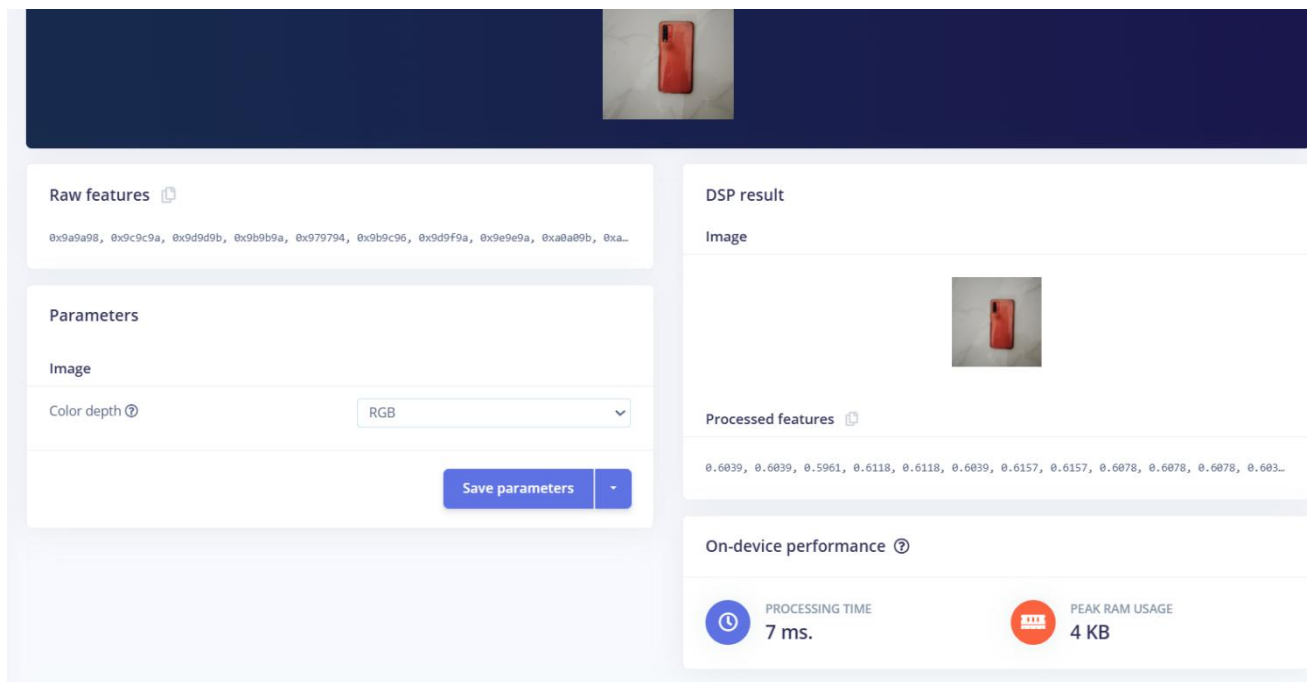 Raw features
0x9a9a98, 0x9c9c9a, 0x9d9d9b, 0x9b9b9a, 0x979794, 0x9b9c96, 0x9d9f9a, 0x9e9e9a, 0xa0a09b, 0xa…
Parameters
Image
Color depth
RGB
Save parameters
DSP result
Image
Processed features
0.6039, 0.6039, 0.5961, 0.6118, 0.6118, 0.6039, 0.6157, 0.6157, 0.6078, 0.6078, 0.6078, 0.603…
On-device performance
PROCESSING TIME
7 ms.
PEAK RAM USAGE
4 KB